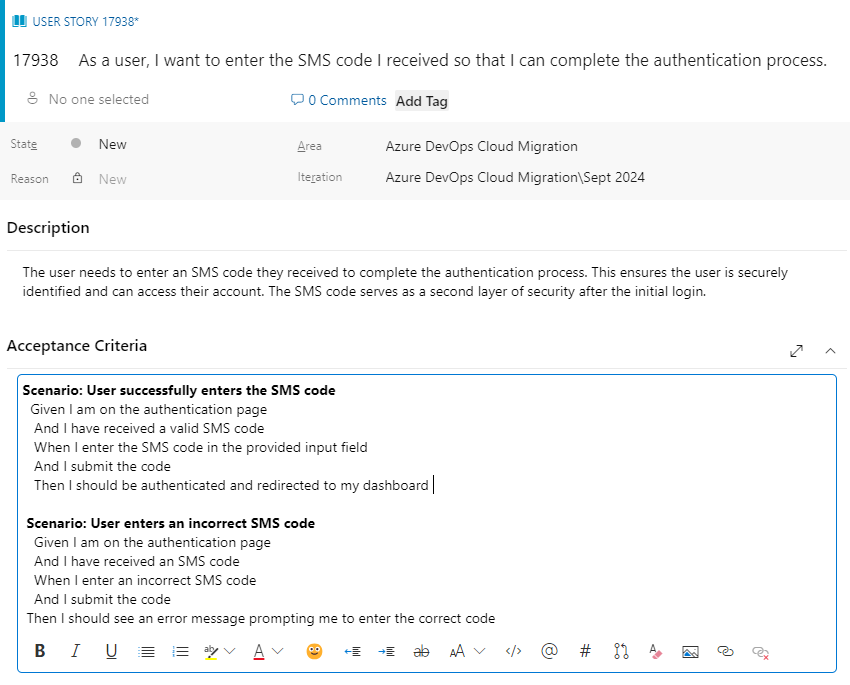 USER STORY 17938*
17938 As a user, I want to enter the SMS code I received so that I can complete the authentication process.
No one selected
0 Comments
Add Tag
State New
Area Azure DevOps Cloud Migration
Reason New
Iteration Azure DevOps Cloud Migration\Sept 2024
Description
The user needs to enter an SMS code they received to complete the authentication process. This ensures the user is securely
identified and can access their account. The SMS code serves as a second layer of security after the initial login.
Acceptance Criteria
Scenario: User successfully enters the SMS code
Given I am on the authentication page
And I have received a valid SMS code
When I enter the SMS code in the provided input field
And I submit the code
Then I should be authenticated and redirected to my dashboard
Scenario: User enters an incorrect SMS code
Given I am on the authentication page
And I have received an SMS code
When I enter an incorrect SMS code
And I submit the code
Then I should see an error message prompting me to enter the correct code
B I U ab A ab AA </> @ # A